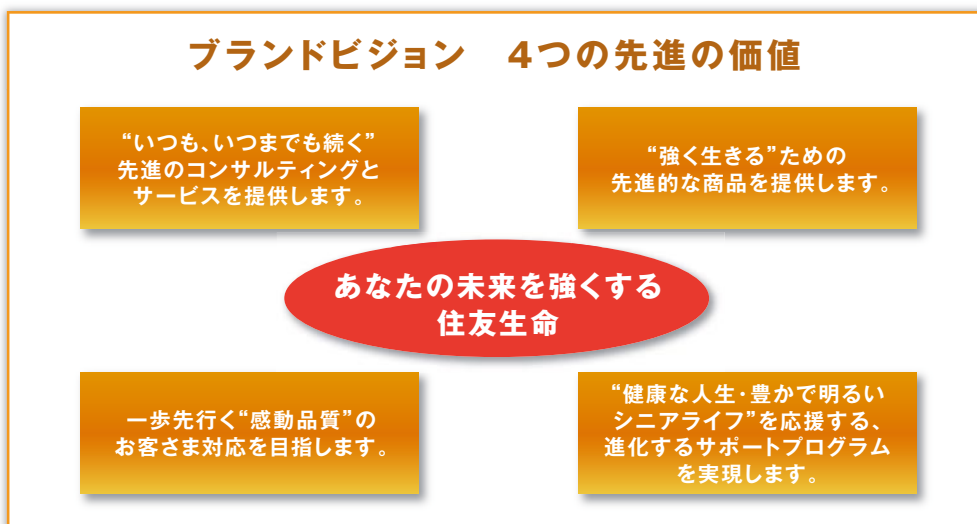 ブランドビジョン　4つの先進の価値
“いつも、いつまでも続く”
先進のコンサルティングと
サービスを提供します。
“強く生きる”ための
先進的な商品を提供します。
あなたの未来を強くする
住友生命
一歩先行く“感動品質”の
お客さま対応を目指します。
“健康な人生・豊かで明るい
シニアライフ”を応援する、
進化するサポートプログラム
を実現します。